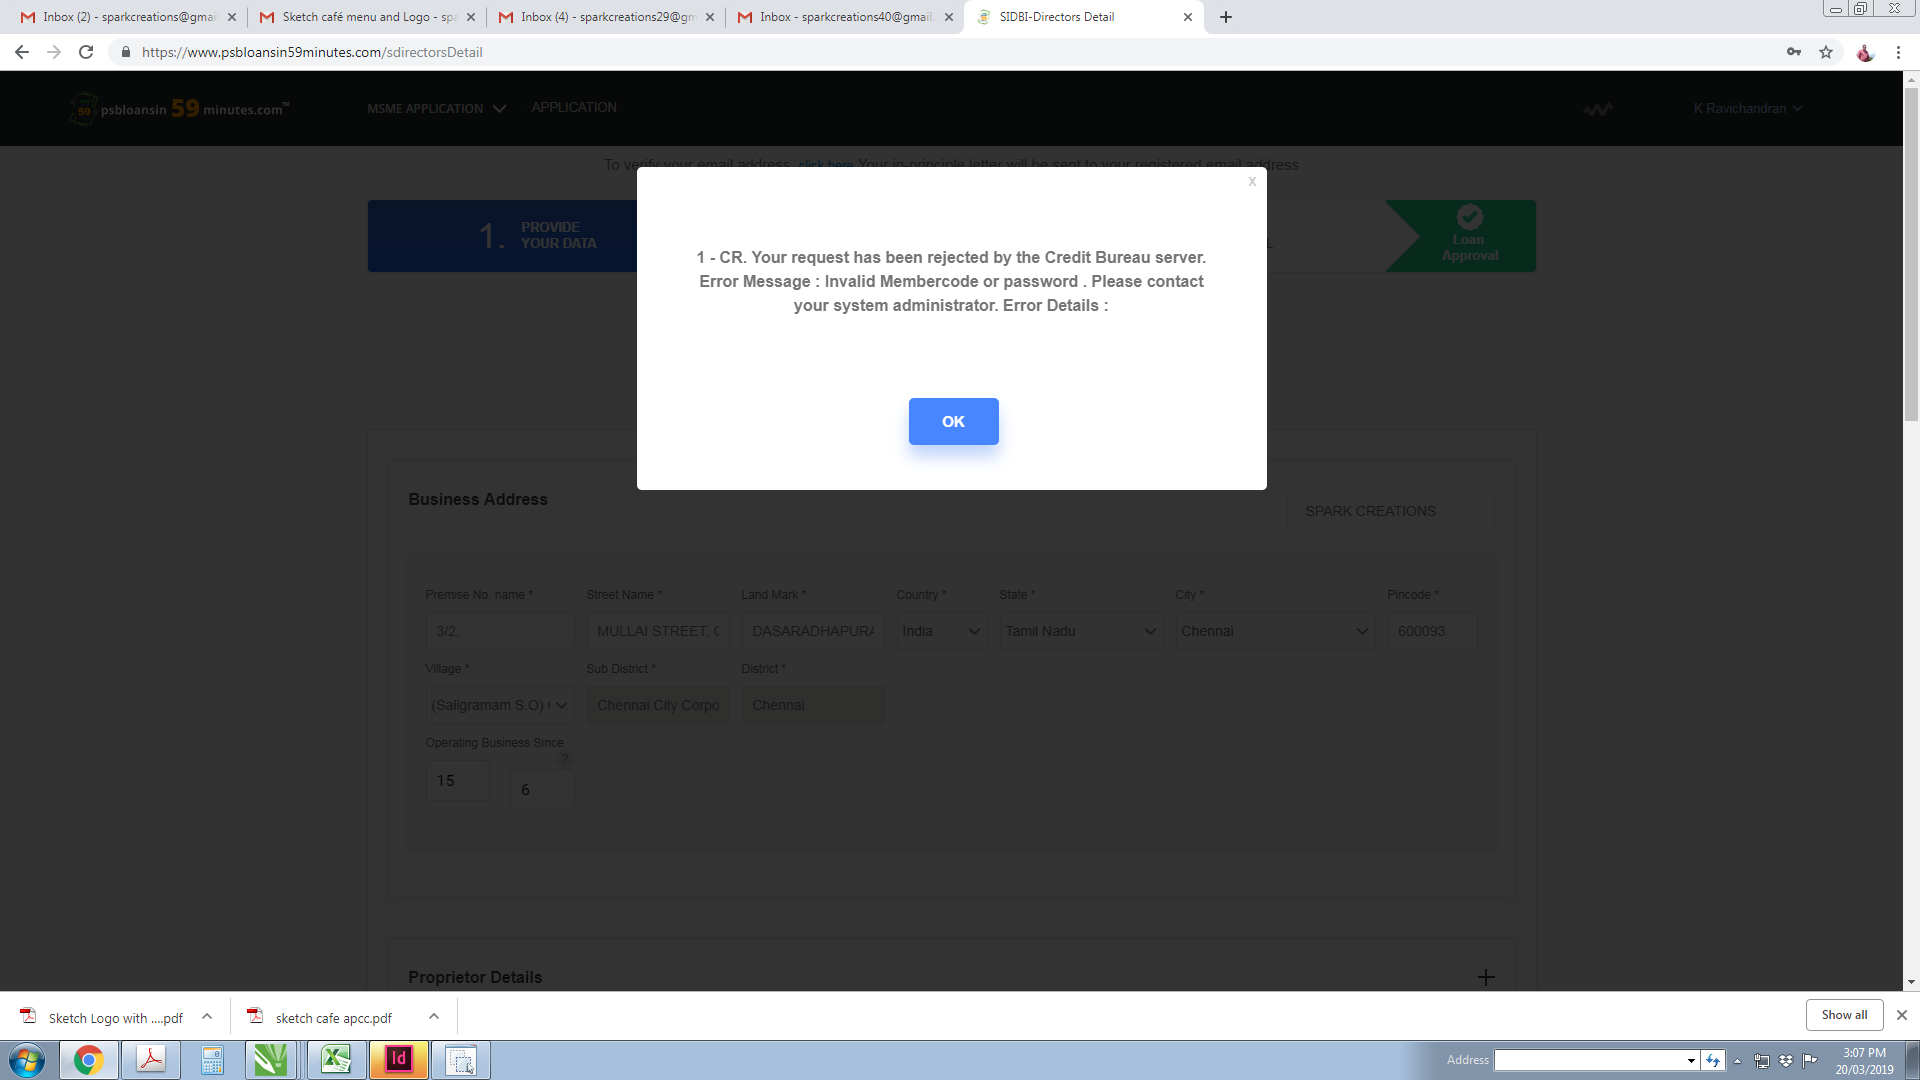 Inbox (2) - sparkcreations@gmai
Sketch café menu and Logo - spa
Inbox (4) - sparkcreations29@gm
Inbox - sparkcreations40@gmail.
SIDBI-Directors Detail
https://www.psbloansin59minutes.com/sdirectorsDetail
psbloansin 59 minutes.com™
MSME APPLICATION
APPLICATION
K Ravichandran
To verify your email address, click here Your in-principle letter will be sent to your registered email address
x
1. PROVIDE
YOUR DATA
Loan
Approval
1 - CR. Your request has been rejected by the Credit Bureau server.
Error Message : Invalid Membercode or password . Please contact
your system administrator. Error Details :
OK
Business Address
SPARK CREATIONS
Premise No. name * Street Name * Land Mark * Country * State * City * Pincode *
3/2, MULLAI STREET, DASARADHAPURA India Tamil Nadu Chennai 600093
Village * Sub District * District *
(Saligramam S.O) Chennai City Corpo Chennai
Operating Business Since
?
15 6
Proprietor Details
Sketch Logo with ....pdf
sketch cafe apcc.pdf
Show all
Id
Address
3:07 PM
20/03/2019